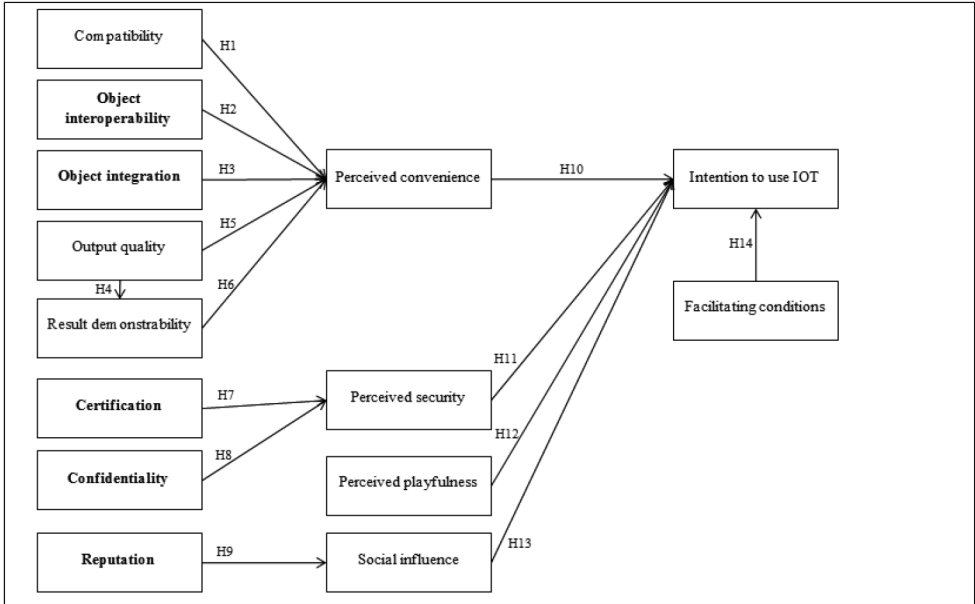 Compatibility
H1
Object
interoperability
H2
Object integration
H3
Perceived convenience
H10
Intention to use IOT
Output quality
H5
H4
H6
H14
Result demonstrability
Facilitating conditions
H11
Certification
H7
Perceived security
H12
Confidentiality
H8
Perceived playfulness
H13
Reputation
H9
Social influence